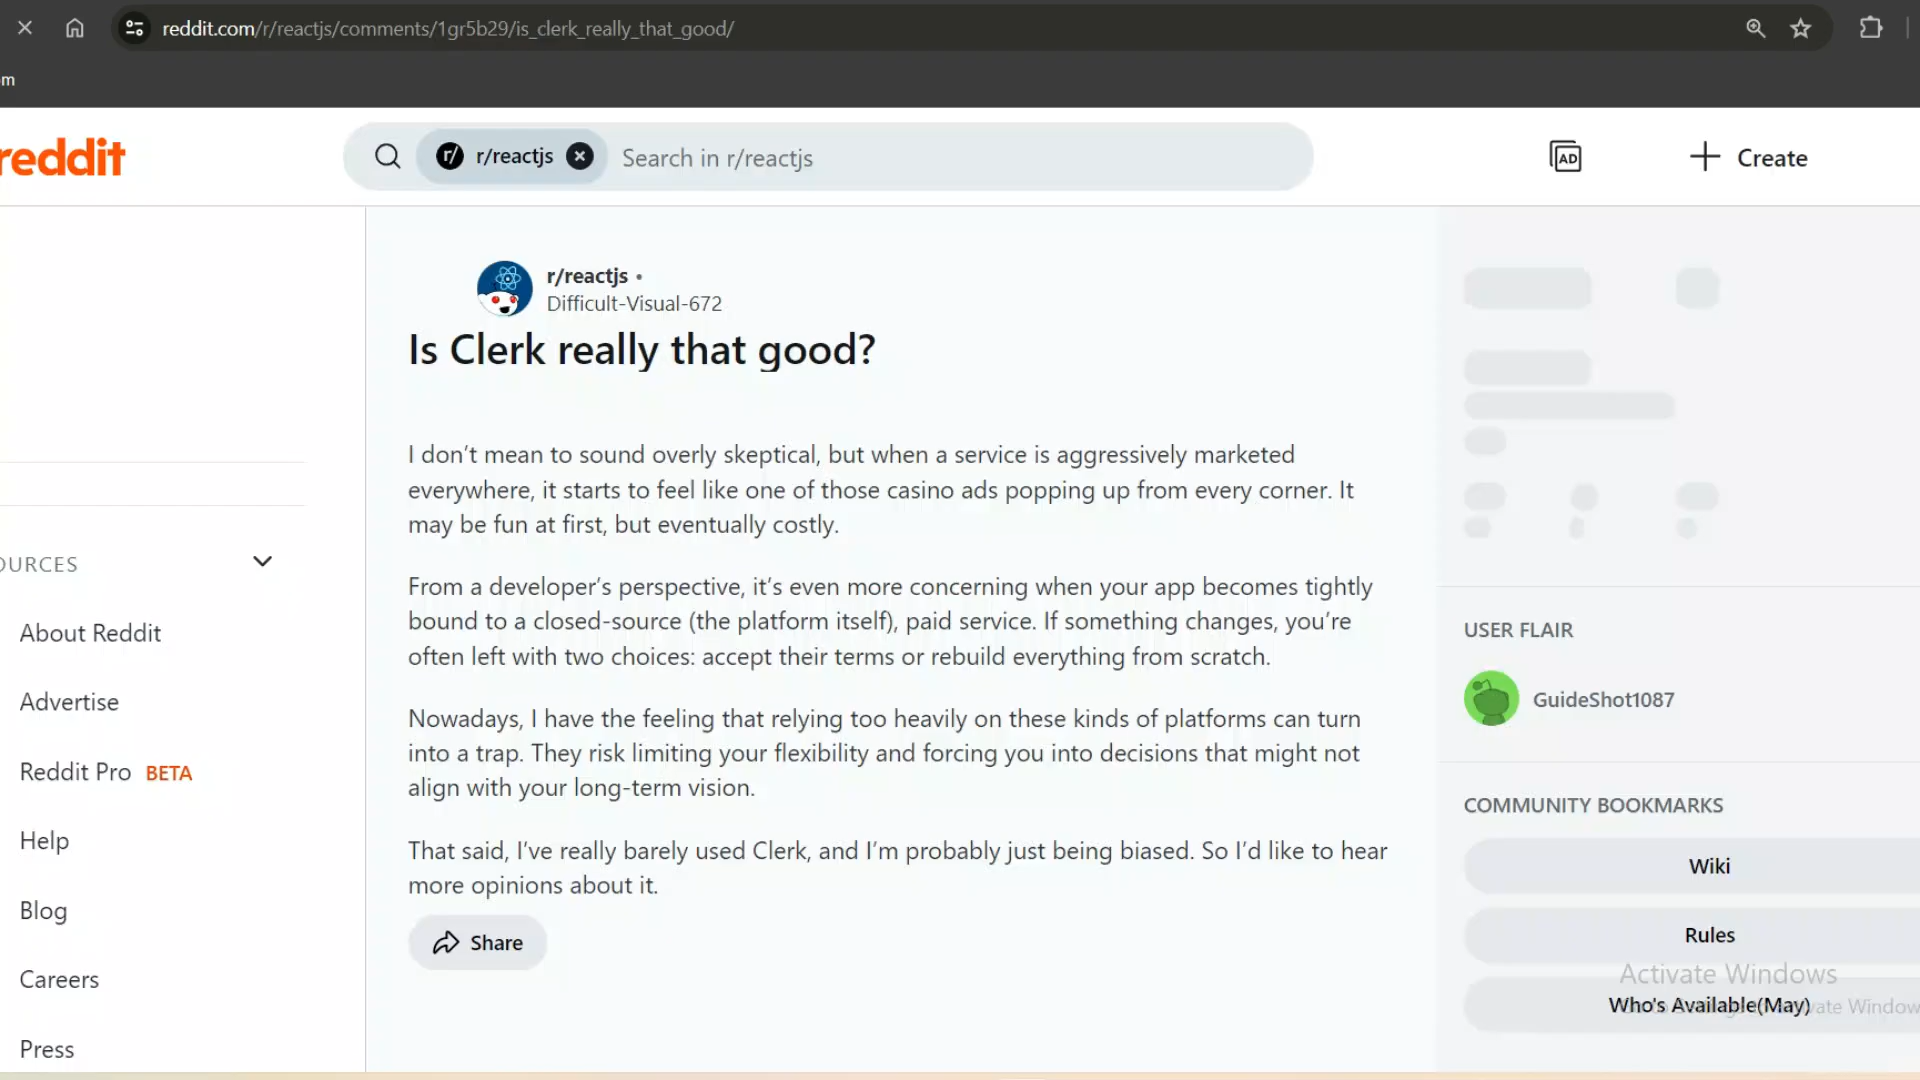 reddit.com/r/reactjs/comments/1gr5b29/is_clerk_really_that_good/
om
reddit
r/ r/reactjs Search in r/reactjs
AD
Create
r/reactjs •
Difficult-Visual-672
Is Clerk really that good?
I don’t mean to sound overly skeptical, but when a service is aggressively marketed
everywhere, it starts to feel like one of those casino ads popping up from every corner. It
may be fun at first, but eventually costly.
From a developer’s perspective, it’s even more concerning when your app becomes tightly
bound to a closed-source (the platform itself), paid service. If something changes, you’re
often left with two choices: accept their terms or rebuild everything from scratch.
Nowadays, I have the feeling that relying too heavily on these kinds of platforms can turn
into a trap. They risk limiting your flexibility and forcing you into decisions that might not
align with your long-term vision.
That said, I’ve really barely used Clerk, and I’m probably just being biased. So I’d like to hear
more opinions about it.
Share
OURCES
About Reddit
Advertise
Reddit Pro BETA
Help
Blog
Careers
Press
USER FLAIR
GuideShot1087
COMMUNITY BOOKMARKS
Wiki
Rules
Activate Windows
Who's Available(May)